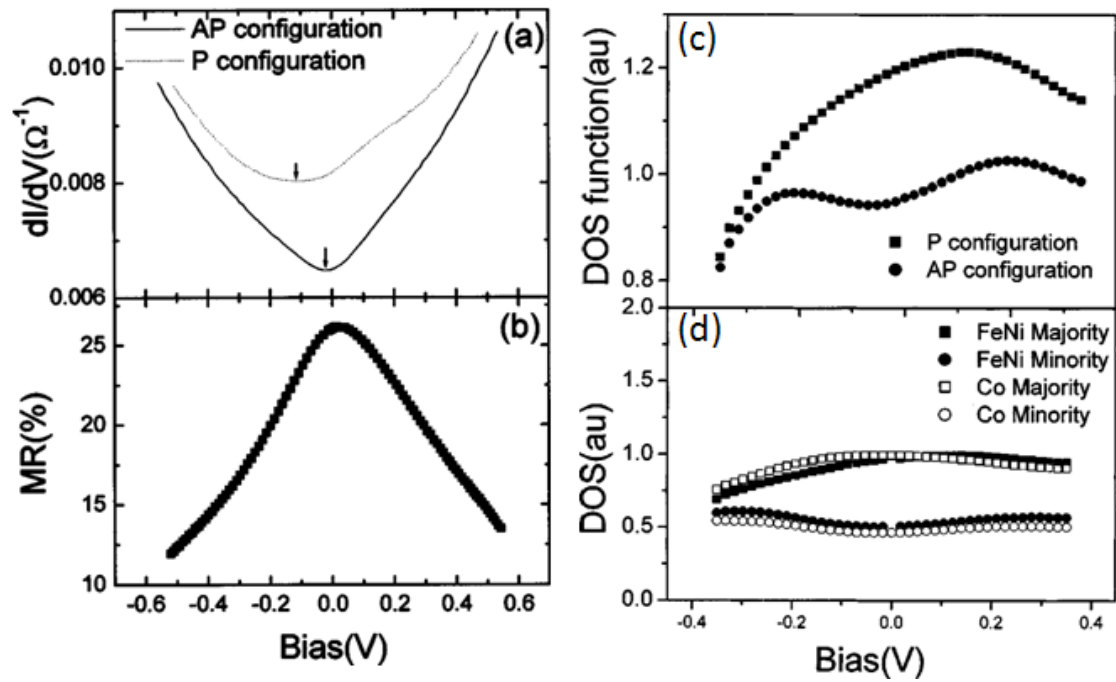 (a)
AP configuration
P configuration
dI/dV(Ω⁻¹)
0.010
0.008
0.006
(b)
MR(%)
25
20
15
10
-0.6 -0.4 -0.2 0.0 0.2 0.4 0.6
Bias(V)
(c)
DOS function(au)
1.2
1.0
0.8
P configuration
AP configuration
(d)
DOS(au)
2.0
1.5
1.0
0.5
0.0
FeNi Majority
FeNi Minority
Co Majority
Co Minority
-0.4 -0.2 0.0 0.2 0.4
Bias(V)